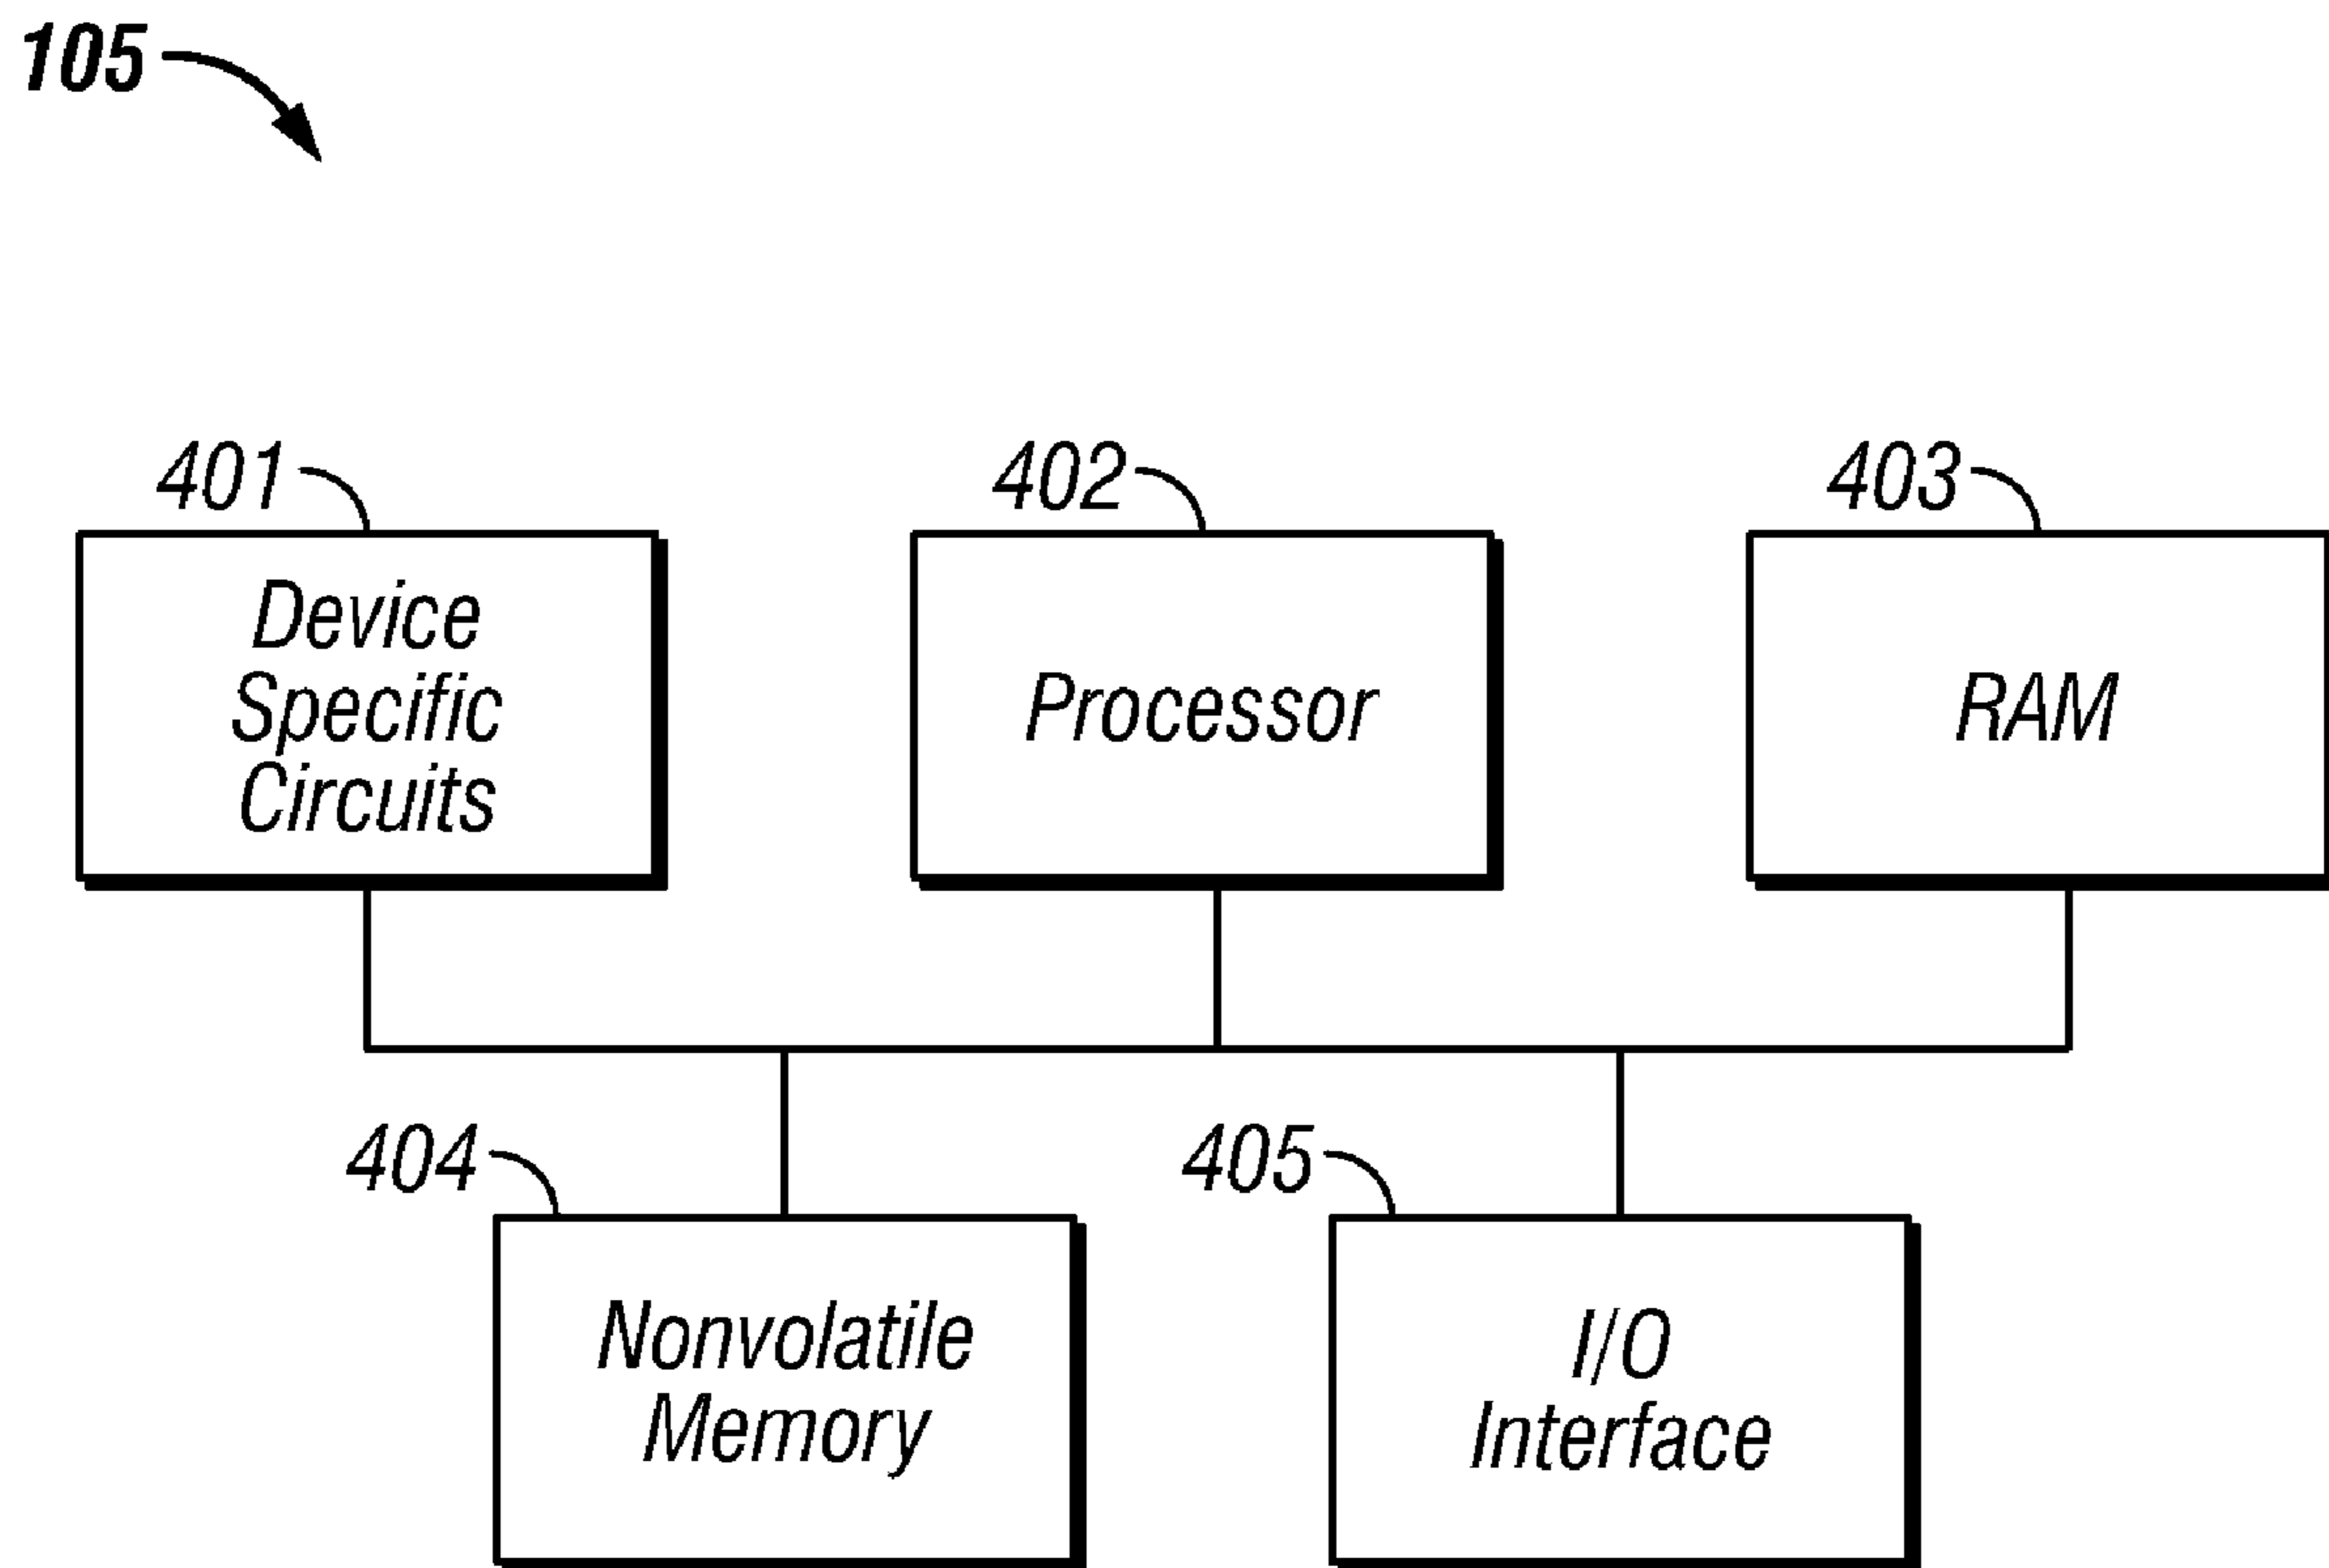 105
401
402
403
Device
Specific
Circuits
Processor
RAM
404
405
Nonvolatile
Memory
I/O
Interface